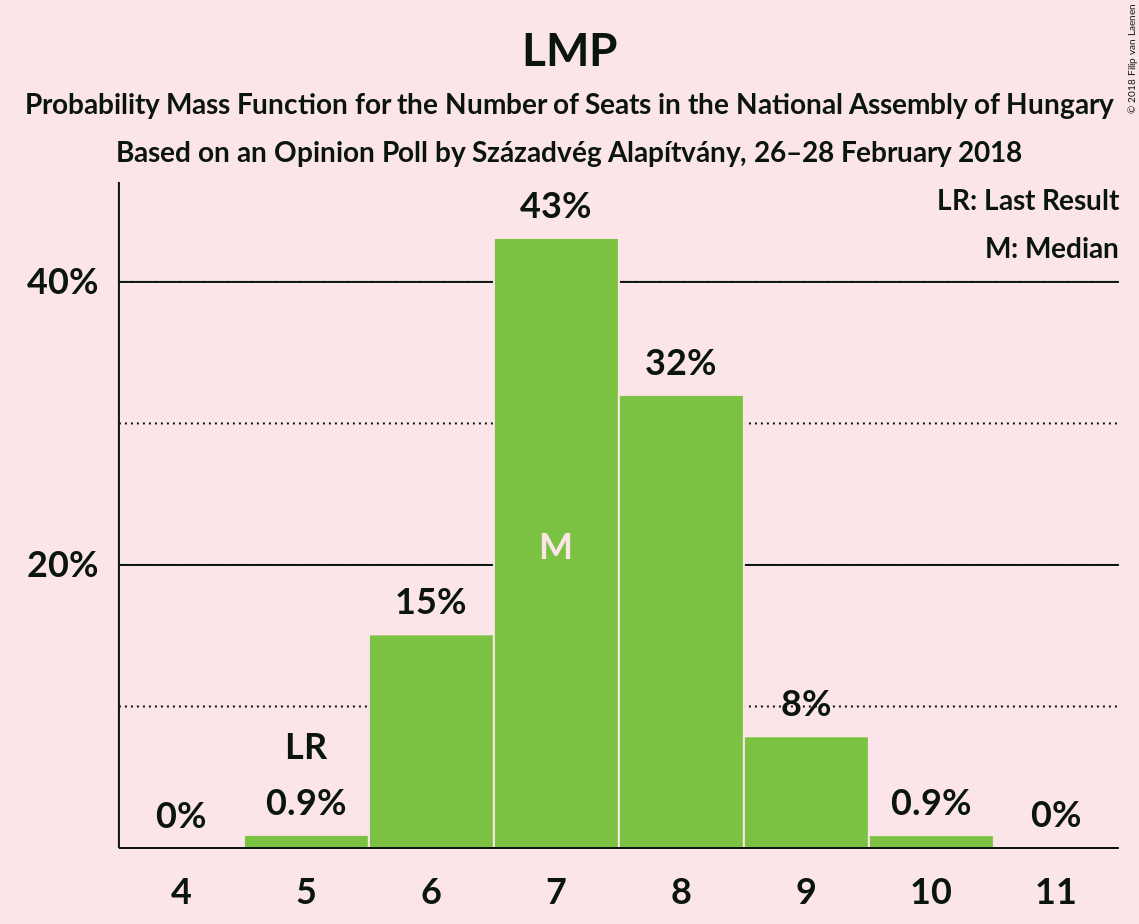 LMP
Probability Mass Function for the Number of Seats in the National Assembly of Hungary
Based on an Opinion Poll by Századvég Alapítvány, 26–28 February 2018
© 2018 Filip van Laenen
LR: Last Result
M: Median
43%
40%
32%
M
20%
15%
8%
LR
0% 0.9% 0.9% 0%
4 5 6 7 8 9 10 11